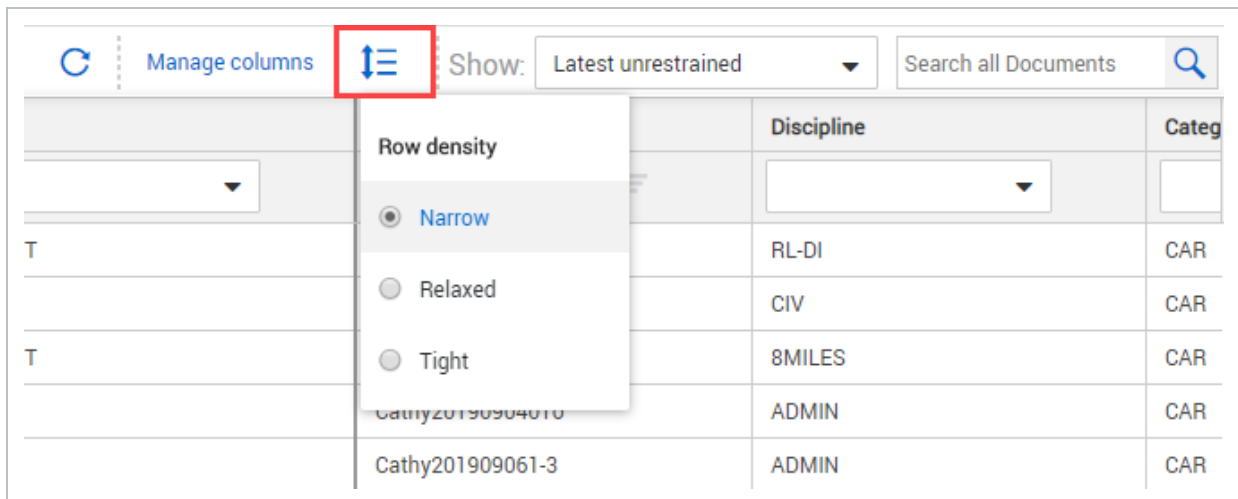 Manage columns Show: Latest unrestrained Search all Documents
Row density Discipline Categ
Narrow
T RL-DI CAR
Relaxed
CIV CAR
T 8MILES CAR
Tight
Cathy20190904010 ADMIN CAR
Cathy201909061-3 ADMIN CAR